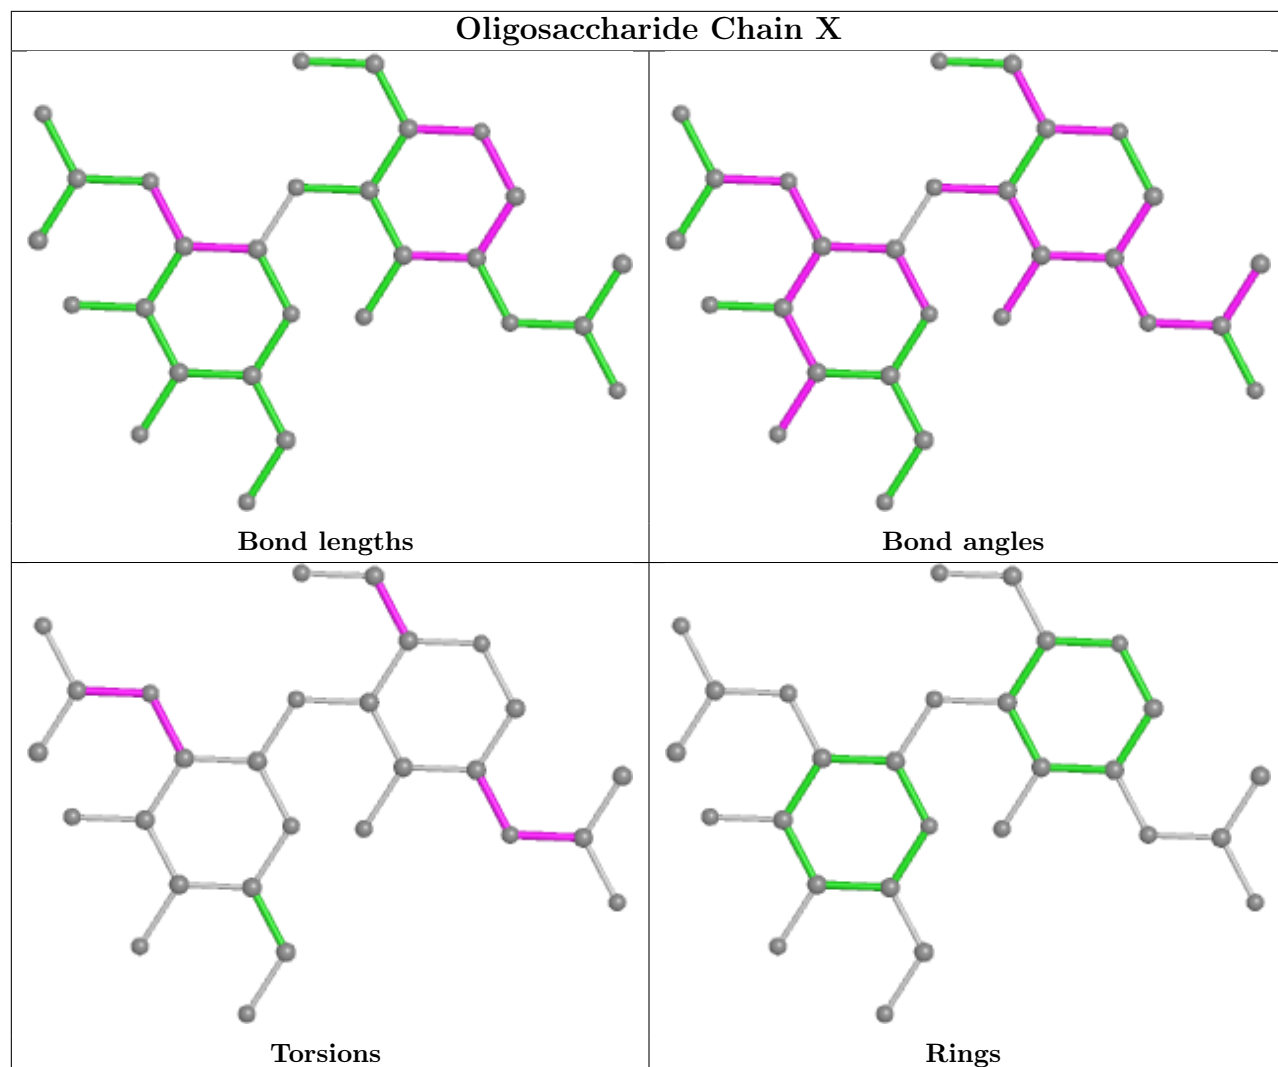 Oligosaccharide Chain X
Bond lengths
Bond angles
Torsions
Rings